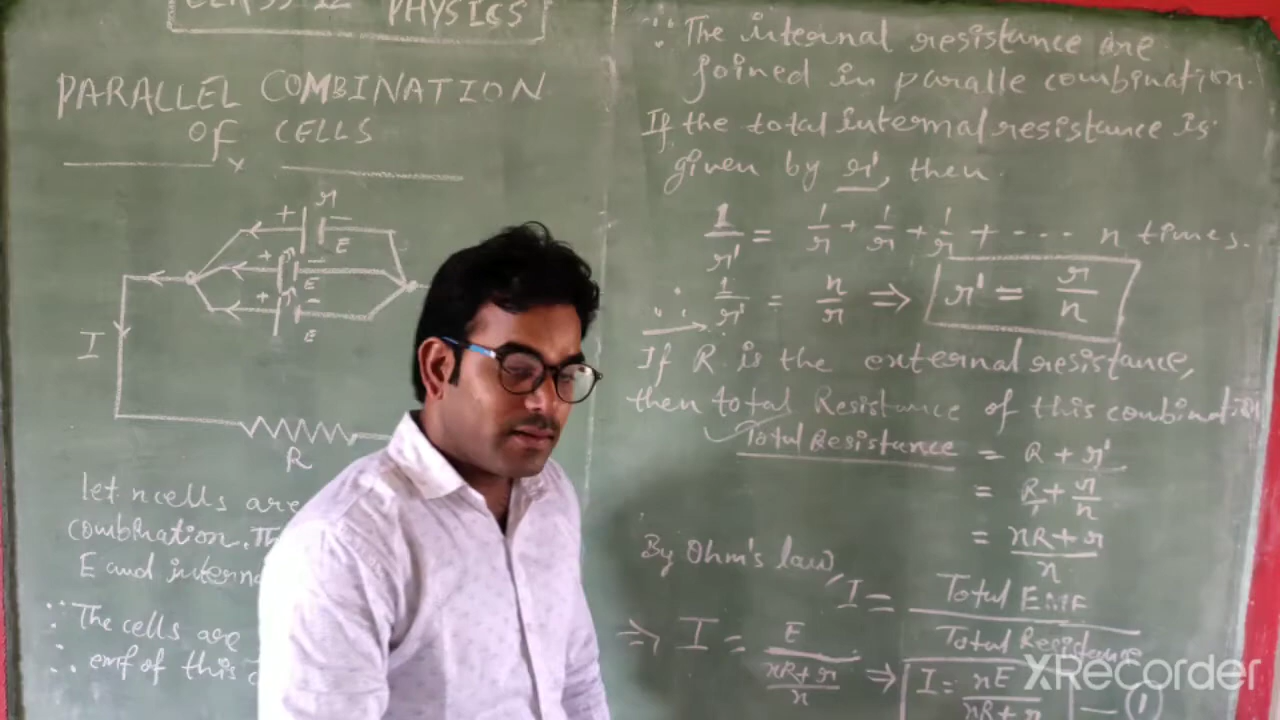 CLASS 12 PHYSICS
PARALLEL COMBINATION
OF CELLS
x
+ r
E
+ r
E
+ r
E
I
R
let n cells are
combination. Th
E and interna
∵ The cells are
∴ emf of this c
∵ The internal resistance are
joined in paralle combination.
If the total internal resistance is
given by r', then
1/r' = 1/r + 1/r + 1/r + ---- n times.
∴ 1/r' = n/r ⇒ r' = r/n
If R is the external resistance,
then total Resistance of this combination
Total Resistance = R + r'
= R + r/n
= nR + r/n
By Ohm's law, I = Total EMF/Total Resistance
⇒ I = E/(nR+r/n) ⇒ I = nE/nR+r — ①
XRecorder